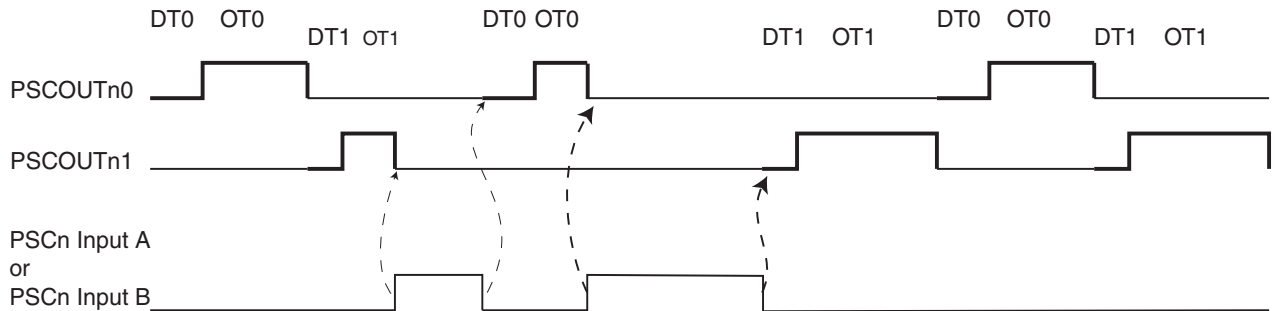 DT0 OT0 DT0 OT0 DT0 OT0
DT1 OT1 DT1 OT1 DT1 OT1
PSCOUTn0
PSCOUTn1
PSCn Input A
or
PSCn Input B